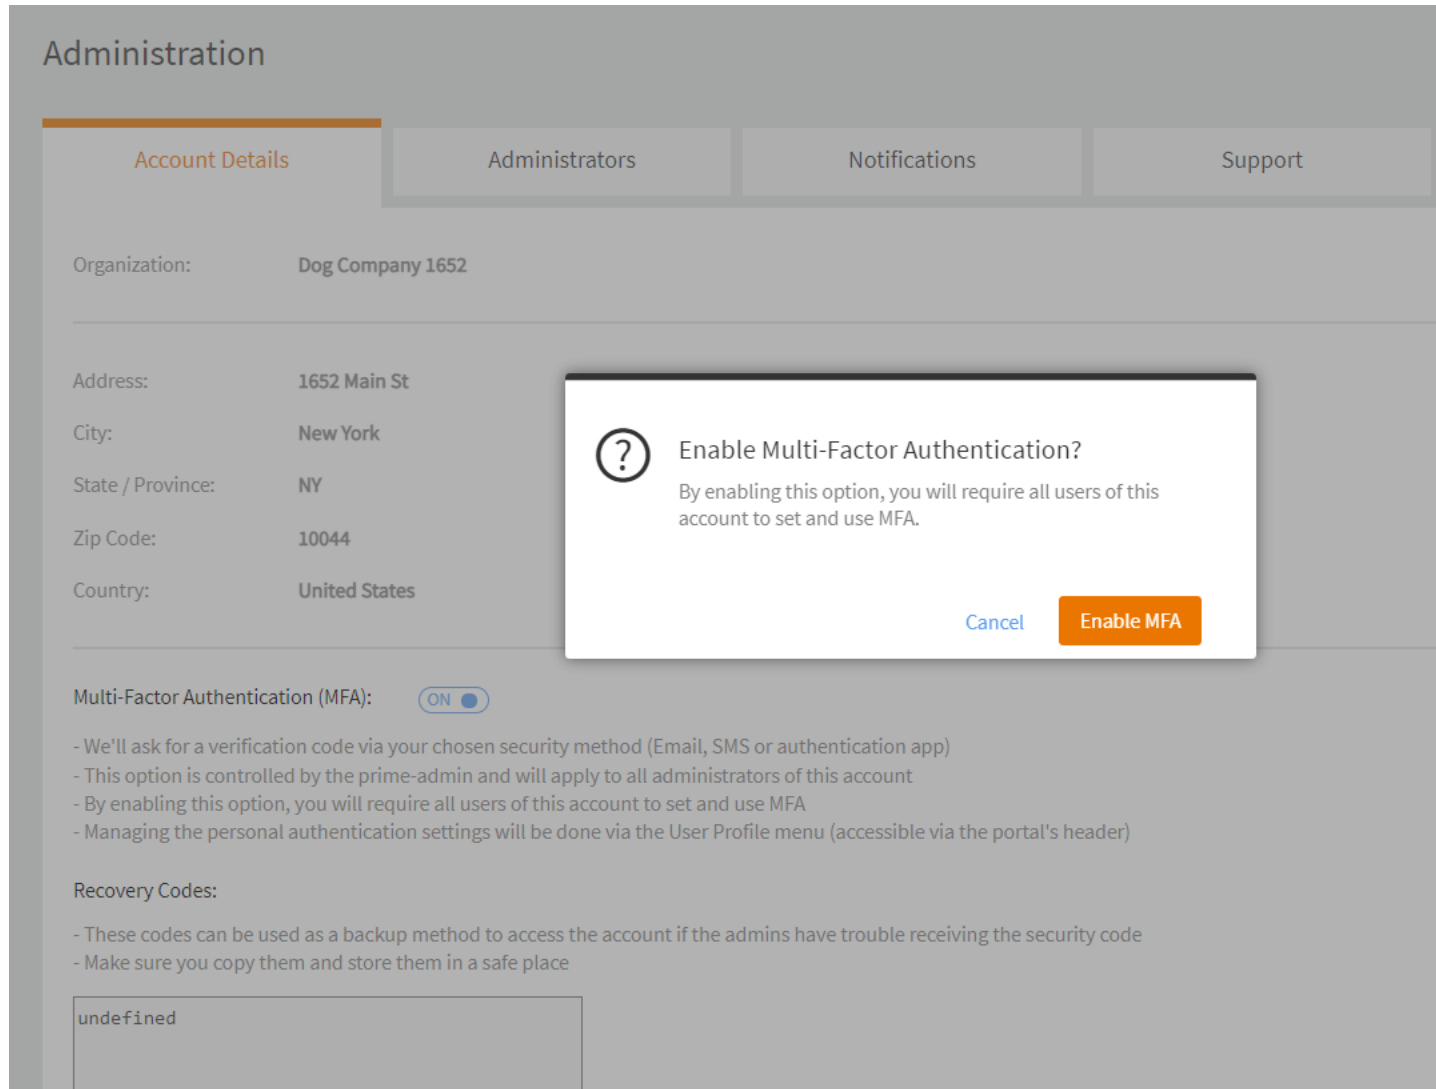 Administration
Account Details
Administrators
Notifications
Support
Organization: Dog Company 1652
Address: 1652 Main St
City: New York
State / Province: NY
Zip Code: 10044
Country: United States
?
Enable Multi-Factor Authentication?
By enabling this option, you will require all users of this
account to set and use MFA.
Cancel
Enable MFA
Multi-Factor Authentication (MFA): ON
- We'll ask for a verification code via your chosen security method (Email, SMS or authentication app)
- This option is controlled by the prime-admin and will apply to all administrators of this account
- By enabling this option, you will require all users of this account to set and use MFA
- Managing the personal authentication settings will be done via the User Profile menu (accessible via the portal's header)
Recovery Codes:
- These codes can be used as a backup method to access the account if the admins have trouble receiving the security code
- Make sure you copy them and store them in a safe place
undefined